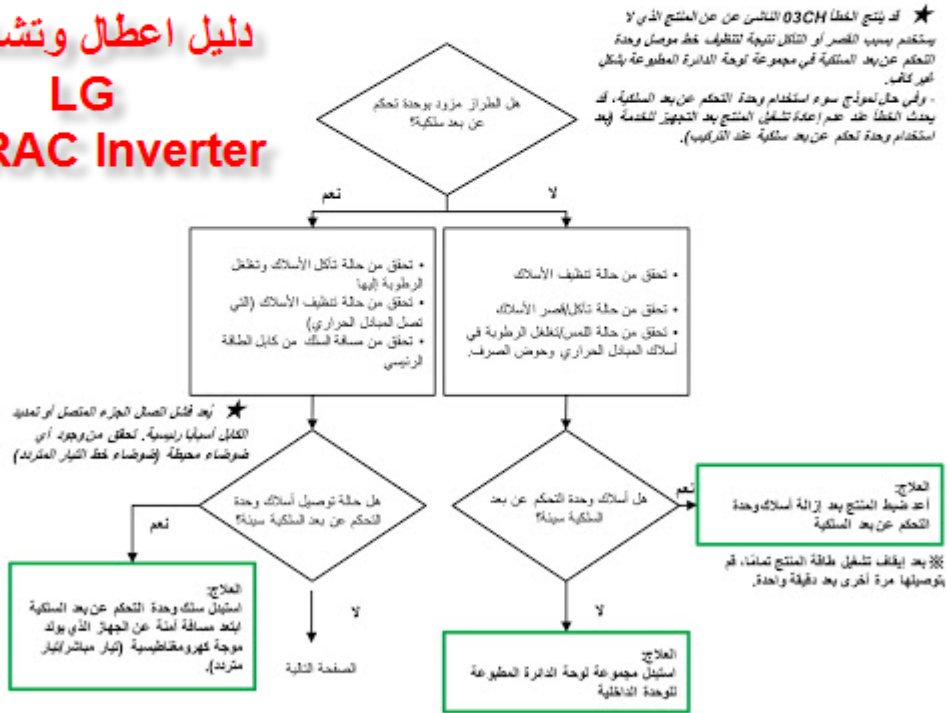 دليل اعطال وتشـ
LG
RAC Inverter
★ قد ينتج الخطأ 03CH الناشئ عن عن المنتج الذي لا
يستخدم بسبب القصر أو التآكل نتيجة لتنظيف خط موصل وحدة
التحكم عن بعد السلكية في مجموعة لوحة الدائرة المطبوعة بشكل
غير كاف.
- وفي حال نموذج سوء استخدام وحدة التحكم عن بعد السلكية، قد
يحدث الخطأ عند عدم إعادة تشغيل المنتج بعد التجهيز للخدمة (بعد
استخدام وحدة تحكم عن بعد سلكية عند التركيب).
هل الطراز مزود بوحدة تحكم
عن بعد سلكية؟
نعم
لا
• تحقق من حالة تنظيف الأسلاك
• تحقق من حالة تآكل/قصر الأسلاك
• تحقق من حالة اللمس/تغلغل الرطوبة في
أسلاك المبادل الحراري وحوض الصرف.
• تحقق من حالة تآكل الأسلاك وتغلغل
الرطوبة إليها
• تحقق من حالة تنظيف الأسلاك (التي
تصل المبادل الحراري)
• تحقق من مسافة السلك من كابل الطاقة
الرئيسي
★ يُعد فشل اتصال الجزء المتصل أو تمديد
الكابل أسبابا رئيسية. تحقق من وجود أي
ضوضاء محيطة (ضوضاء خط التيار المتردد)
هل أسلاك وحدة التحكم عن بعد
السلكية سيئة؟
نعم
العلاج:
أعد ضبط المنتج بعد إزالة أسلاك وحدة
التحكم عن بعد السلكية
※ بعد إيقاف تشغيل طاقة المنتج تمامًا، قم
بتوصيلها مرة أخرى بعد دقيقة واحدة.
لا
العلاج:
استبدل مجموعة لوحة الدائرة المطبوعة
للوحدة الداخلية
هل حالة توصيل أسلاك وحدة
التحكم عن بعد السلكية سيئة؟
نعم
لا
الصفحة التالية
العلاج:
استبدل سلك وحدة التحكم عن بعد السلكية
ابتعد مسافة آمنة عن الجهاز الذي يولد
موجة كهرومغناطيسية (تيار مباشر/تيار
متردد).